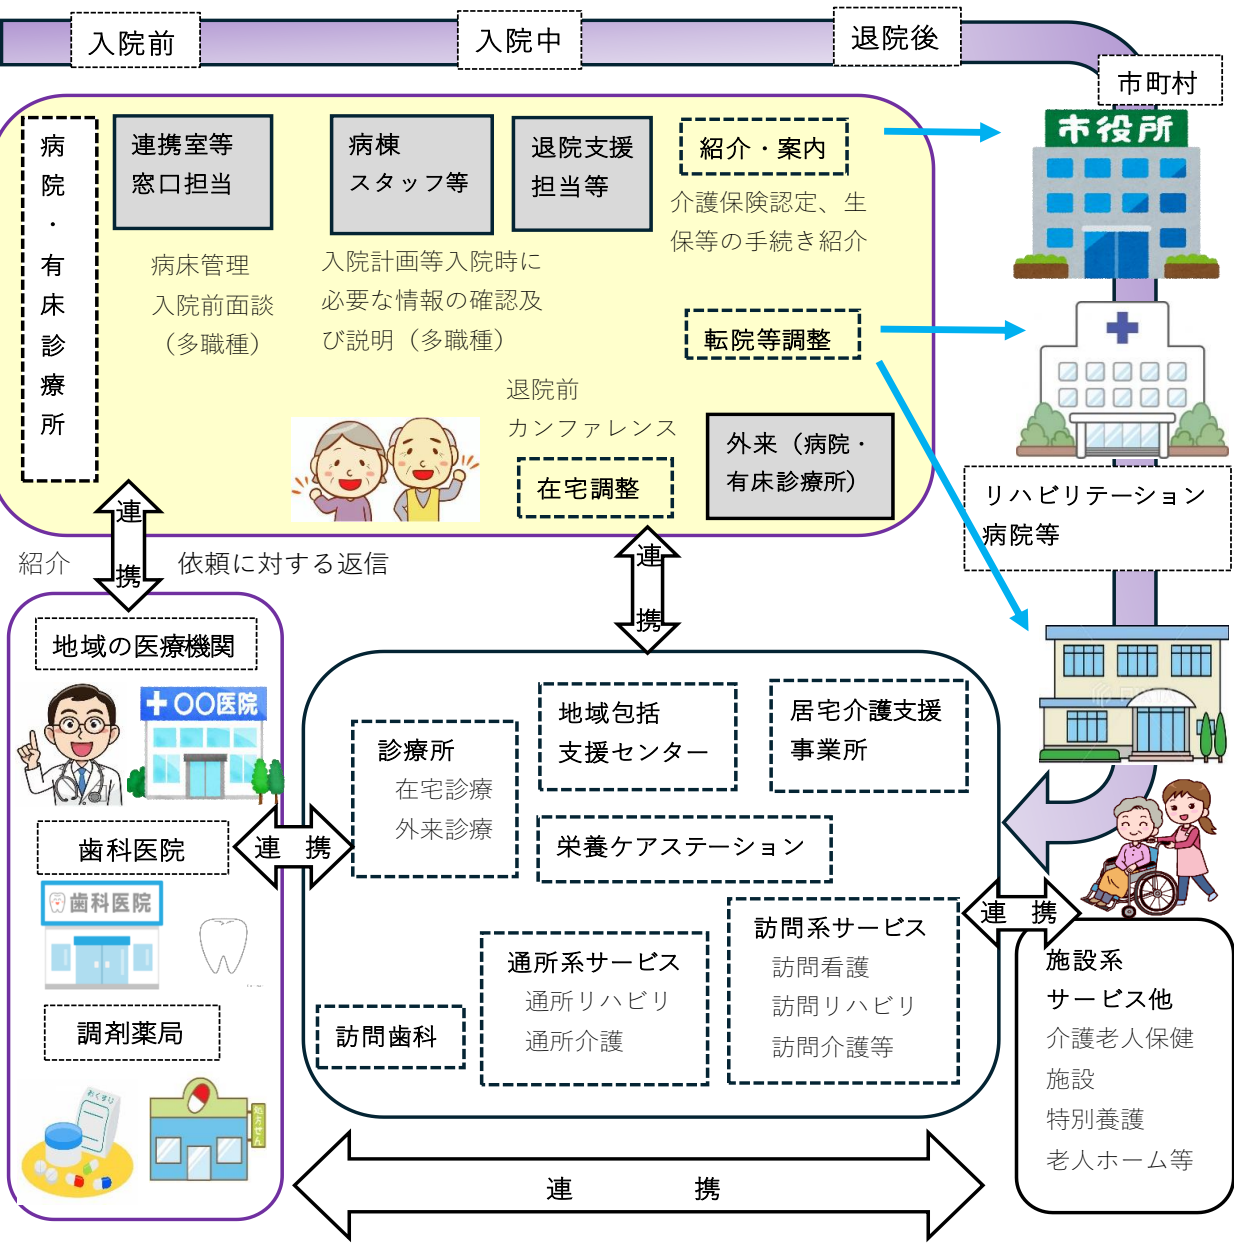 入院前
入院中
退院後
市町村
市役所
病院・有床診療所
連携室等
窓口担当
病床管理
入院前面談
（多職種）
病棟
スタッフ等
入院計画等入院時に
必要な情報の確認及
び説明（多職種）
退院支援
担当等
紹介・案内
介護保険認定、生
保等の手続き紹介
転院等調整
退院前
カンファレンス
在宅調整
外来（病院・
有床診療所）
リハビリテーション
病院等
連携
紹介
依頼に対する返信
連携
地域の医療機関
〇〇医院
歯科医院
歯科医院
調剤薬局
おくすり
処方せん
連携
診療所
在宅診療
外来診療
地域包括
支援センター
居宅介護支援
事業所
栄養ケアステーション
訪問歯科
通所系サービス
通所リハビリ
通所介護
訪問系サービス
訪問看護
訪問リハビリ
訪問介護等
連携
施設系
サービス他
介護老人保健
施設
特別養護
老人ホーム等
連携